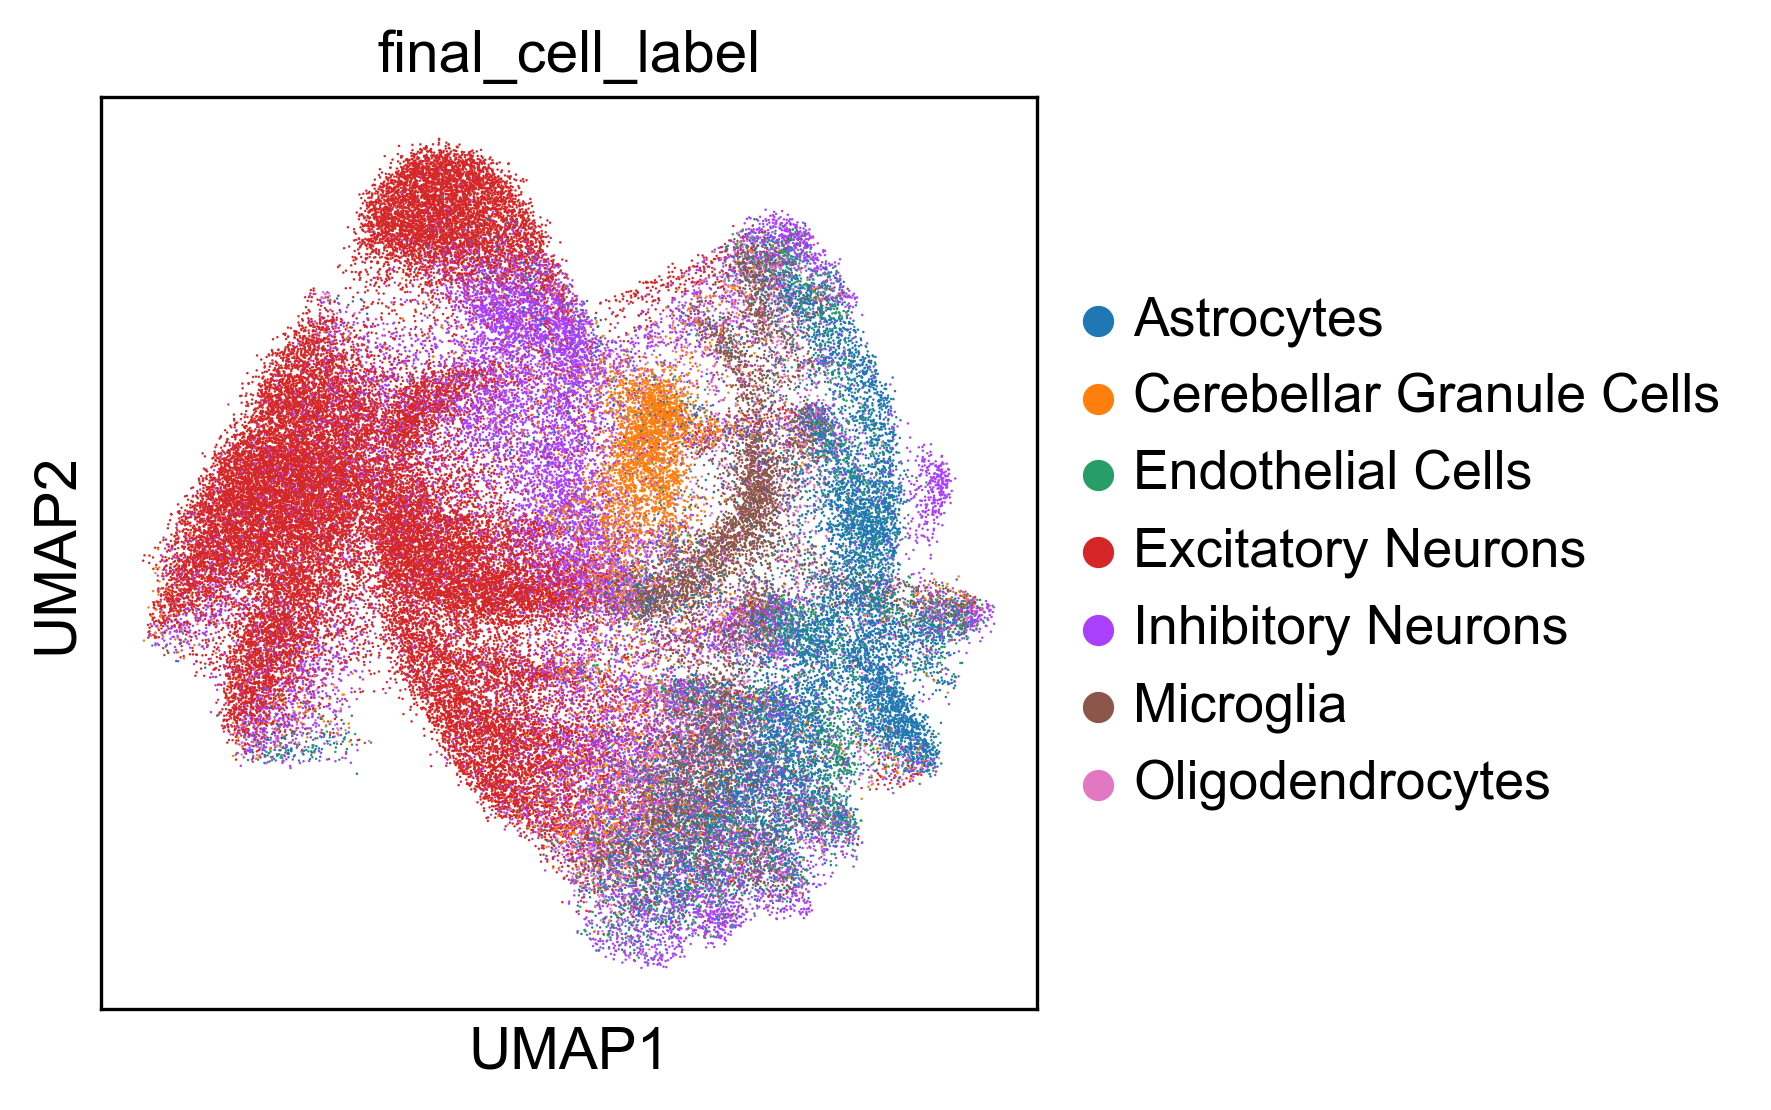 final_cell_label
UMAP2
UMAP1
Astrocytes
Cerebellar Granule Cells
Endothelial Cells
Excitatory Neurons
Inhibitory Neurons
Microglia
Oligodendrocytes